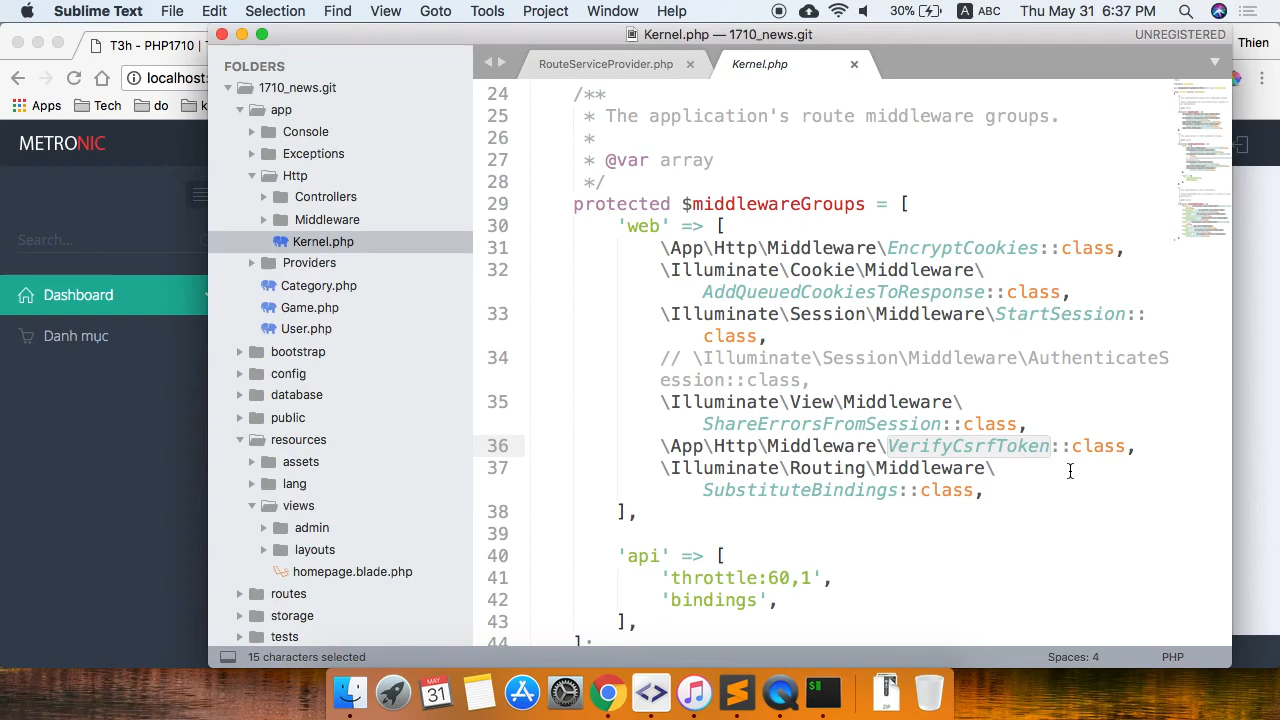 Sublime Text File Edit Selection Find View Goto Tools Project Window Help 30% A ABC Thu May 31 6:37 PM
Kernel.php — 1710_news.git UNREGISTERED
T3h - PHP1710 | T Thien
localhost:
Apps Tech do k
METRONIC
Search...
Dashboard
Danh mục
FOLDERS
1710_news.git
app
Console
Exceptions
Http
Controllers
Middleware
Kernel.php
Providers
Category.php
Game.php
User.php
bootstrap
config
database
public
resources
assets
lang
views
admin
layouts
homepage.blade.php
routes
storage
tests
RouteServiceProvider.php Kernel.php
24 /**
25 * The application's route middleware groups.
26 *
27 * @var array
28 */
29 protected $middlewareGroups = [
30 'web' => [
31 \App\Http\Middleware\EncryptCookies::class,
32 \Illuminate\Cookie\Middleware\
AddQueuedCookiesToResponse::class,
33 \Illuminate\Session\Middleware\StartSession::
class,
34 // \Illuminate\Session\Middleware\AuthenticateS
ession::class,
35 \Illuminate\View\Middleware\
ShareErrorsFromSession::class,
36 \App\Http\Middleware\VerifyCsrfToken::class,
37 \Illuminate\Routing\Middleware\
SubstituteBindings::class,
38 ],
39
40 'api' => [
41 'throttle:60,1',
42 'bindings',
43 ],
44 ];
15 characters selected Spaces: 4 PHP